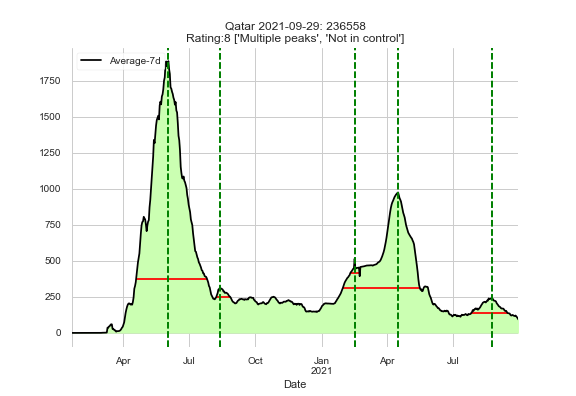 Qatar 2021-09-29: 236558
Rating:8 ['Multiple peaks', 'Not in control']
Average-7d
1750
1500
1250
1000
750
500
250
0
Apr Jul Oct Jan Apr Jul
2021
Date